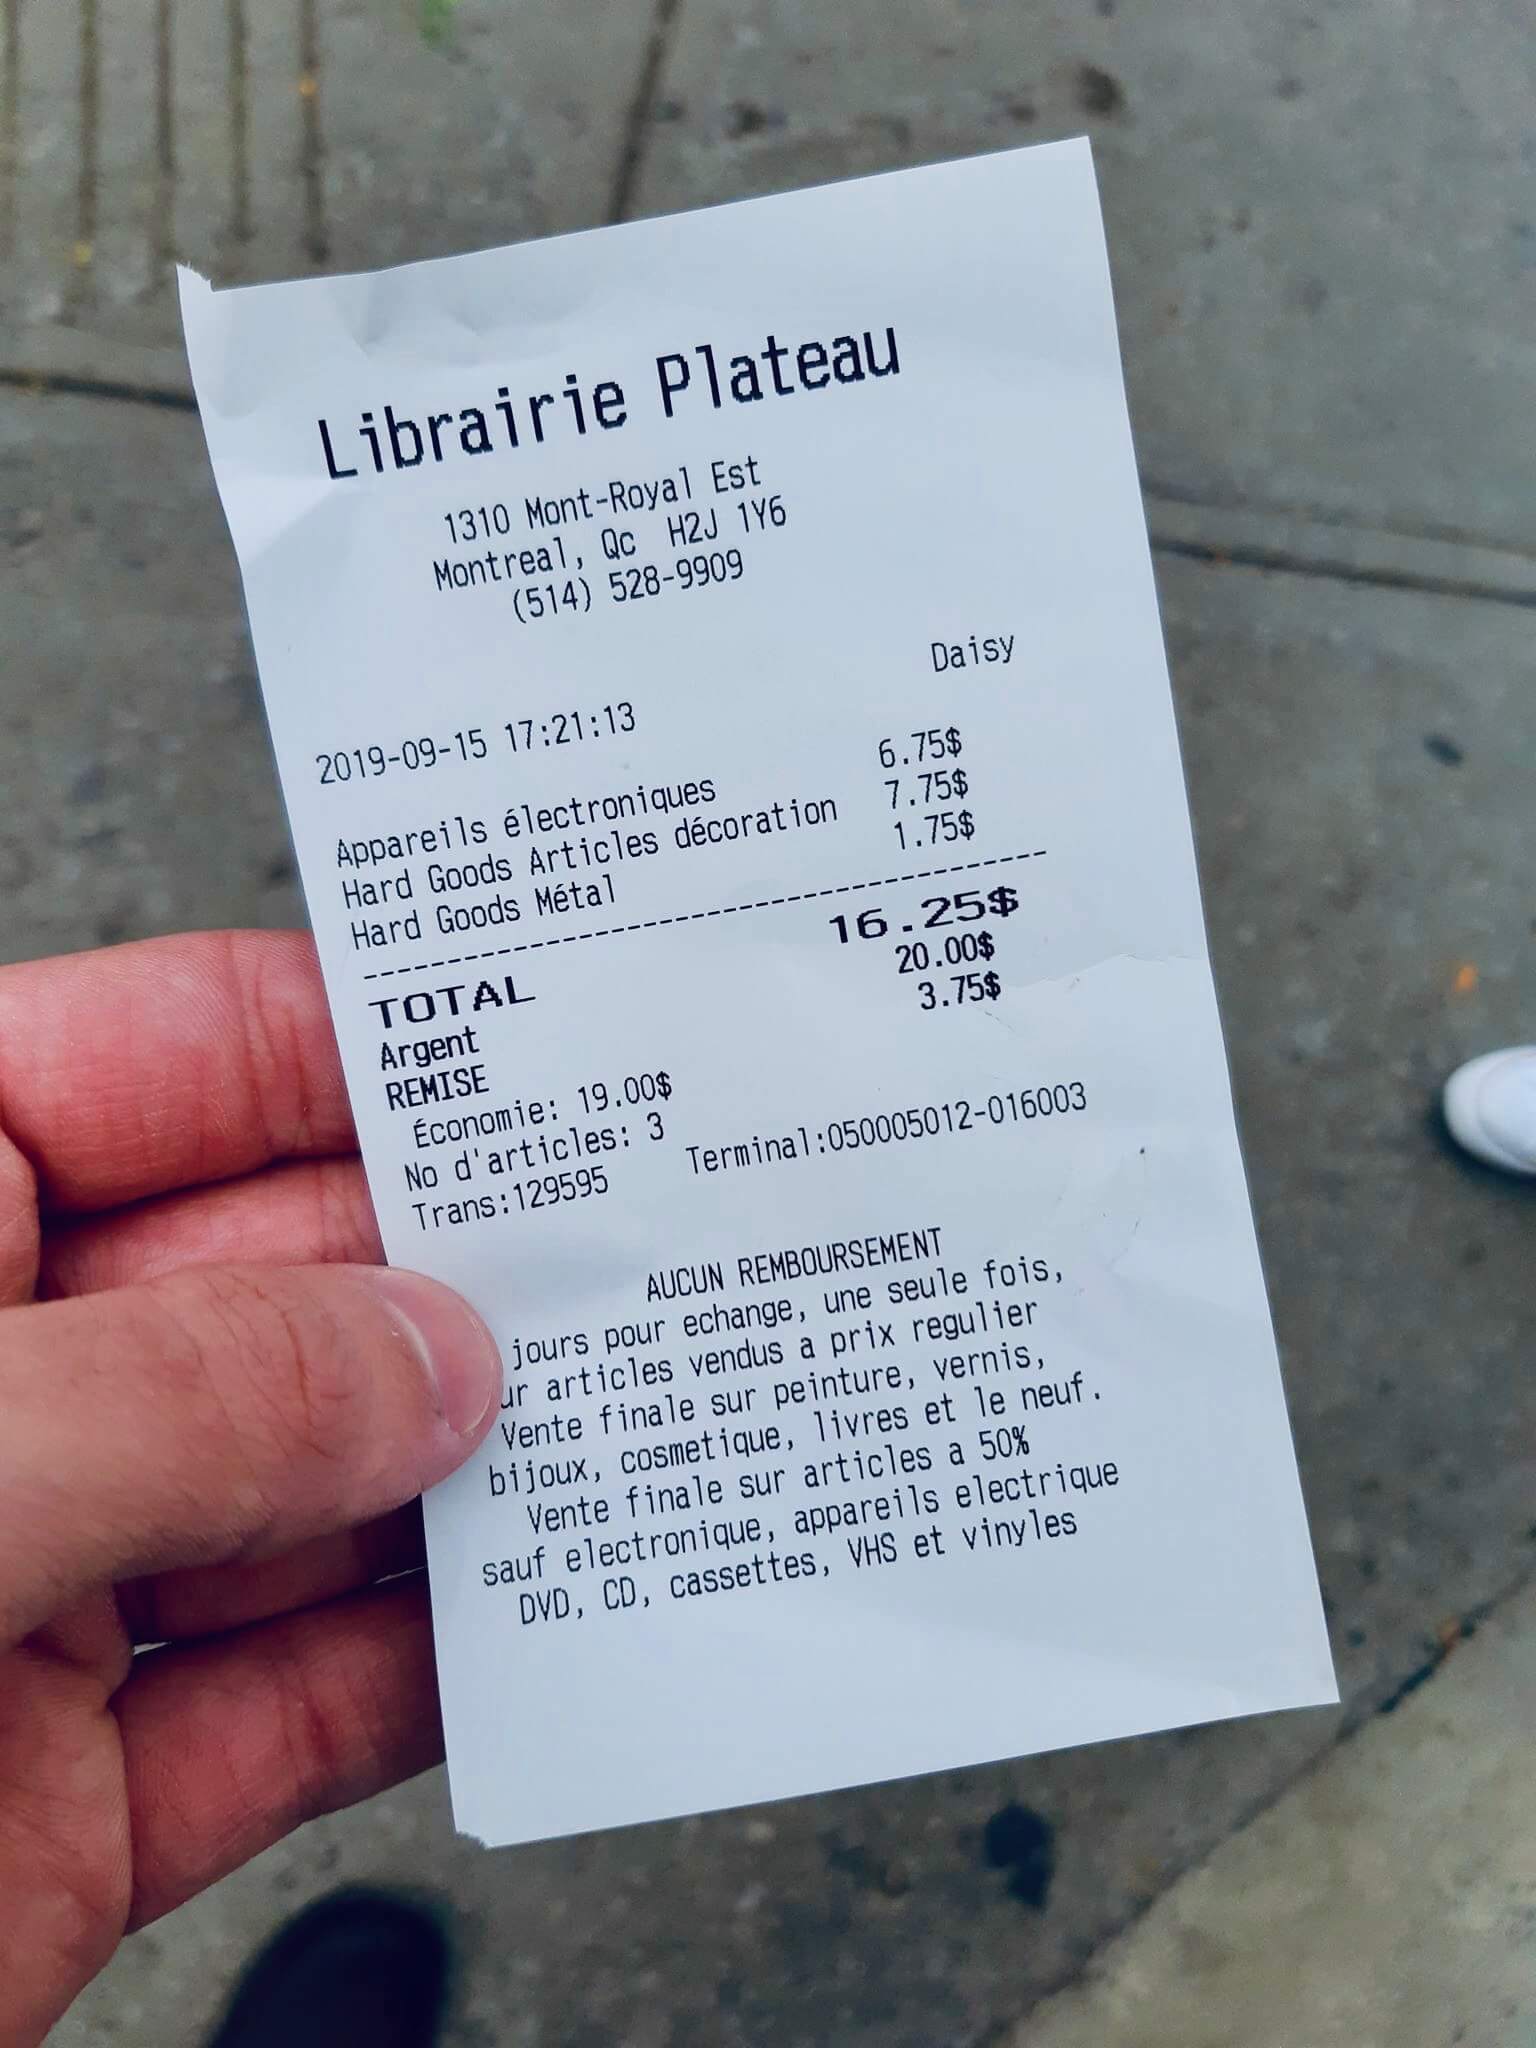 Librairie Plateau
1310 Mont-Royal Est
Montreal, Qc H2J 1Y6
(514) 528-9909
Daisy
2019-09-15 17:21:13
Appareils électroniques 6.75$
Hard Goods Articles décoration 7.75$
Hard Goods Métal 1.75$
TOTAL 16.25$
Argent 20.00$
REMISE 3.75$
Économie: 19.00$
No d'articles: 3
Trans:129595 Terminal:050005012-016003
AUCUN REMBOURSEMENT
jours pour echange, une seule fois,
ur articles vendus a prix regulier
Vente finale sur peinture, vernis,
bijoux, cosmetique, livres et le neuf.
Vente finale sur articles a 50%
sauf electronique, appareils electrique
DVD, CD, cassettes, VHS et vinyles